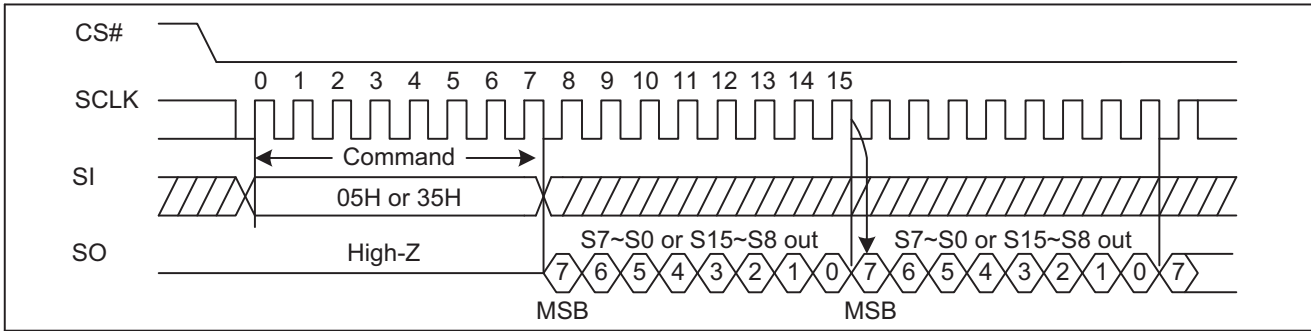 CS#
0 1 2 3 4 5 6 7 8 9 10 11 12 13 14 15
SCLK
Command
SI
05H or 35H
S7~S0 or S15~S8 out S7~S0 or S15~S8 out
SO
High-Z
7 6 5 4 3 2 1 0 7 6 5 4 3 2 1 0 7
MSB MSB